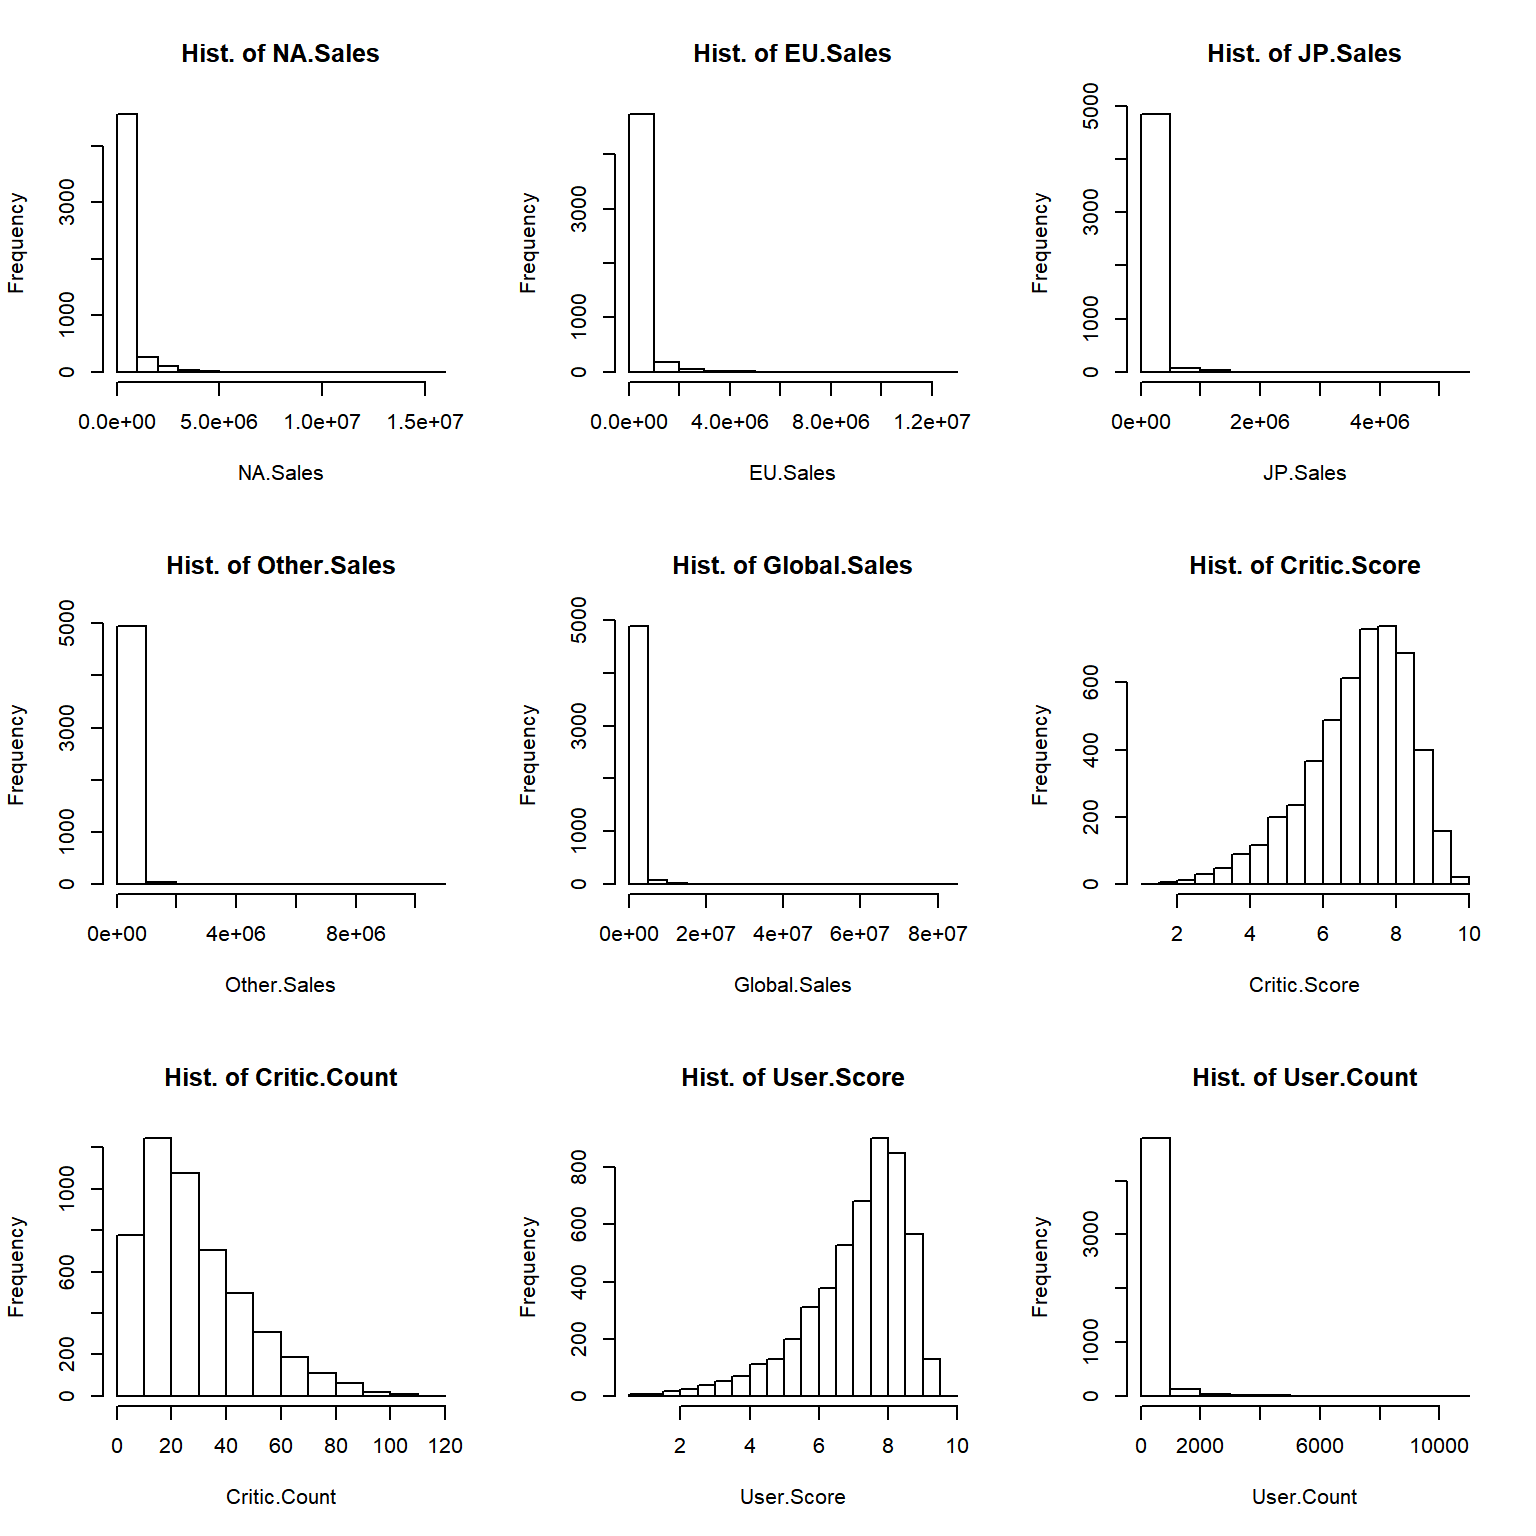 Hist. of NA.Sales
Frequency
0 1000 3000
0.0e+00 5.0e+06 1.0e+07 1.5e+07
NA.Sales
Hist. of EU.Sales
Frequency
0 1000 3000
0.0e+00 4.0e+06 8.0e+06 1.2e+07
EU.Sales
Hist. of JP.Sales
Frequency
0 1000 3000 5000
0e+00 2e+06 4e+06
JP.Sales
Hist. of Other.Sales
Frequency
0 1000 3000 5000
0e+00 4e+06 8e+06
Other.Sales
Hist. of Global.Sales
Frequency
0 1000 3000 5000
0e+00 2e+07 4e+07 6e+07 8e+07
Global.Sales
Hist. of Critic.Score
Frequency
0 200 400 600
2 4 6 8 10
Critic.Score
Hist. of Critic.Count
Frequency
0 200 600 1000
0 20 40 60 80 100 120
Critic.Count
Hist. of User.Score
Frequency
0 200 400 600 800
2 4 6 8 10
User.Score
Hist. of User.Count
Frequency
0 1000 3000
0 2000 6000 10000
User.Count